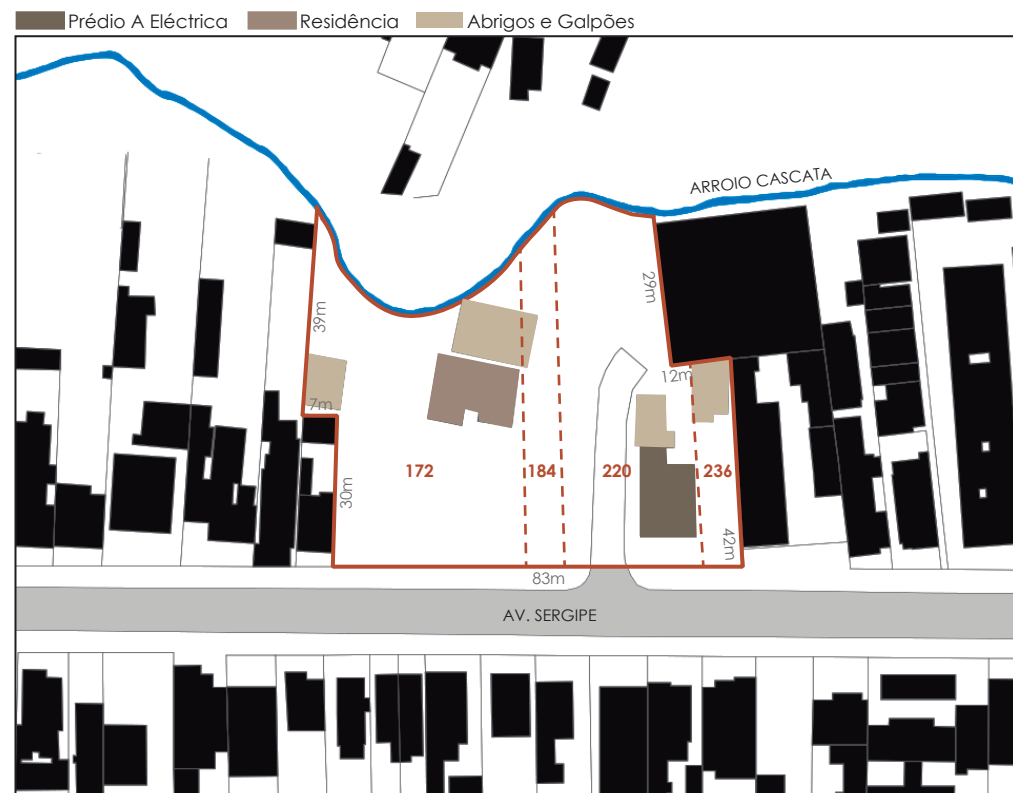 Prédio A Eléctrica Residência Abrigos e Galpões
ARROIO CASCATA
29m
39m
12m
7m
172 184 220 236
30m
42m
83m
AV. SERGIPE